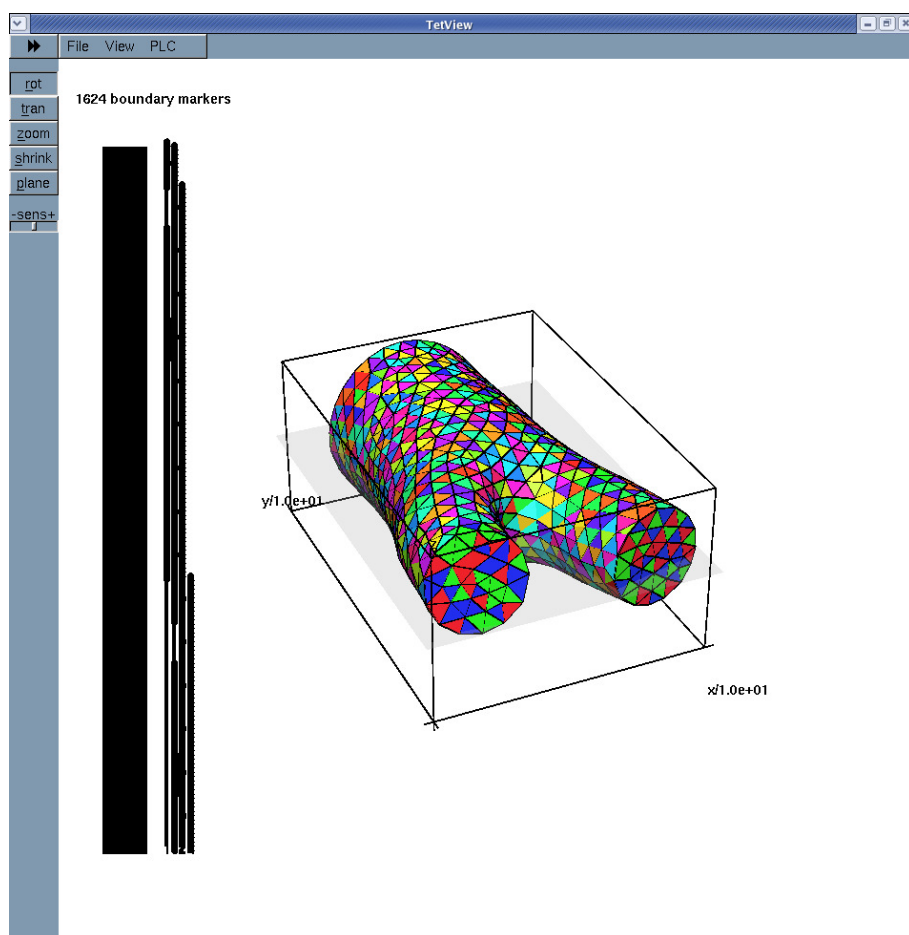 TetView
File View PLC
rot
tran
zoom
shrink
plane
-sens+
1624 boundary markers
y/1.0e+01
x/1.0e+01